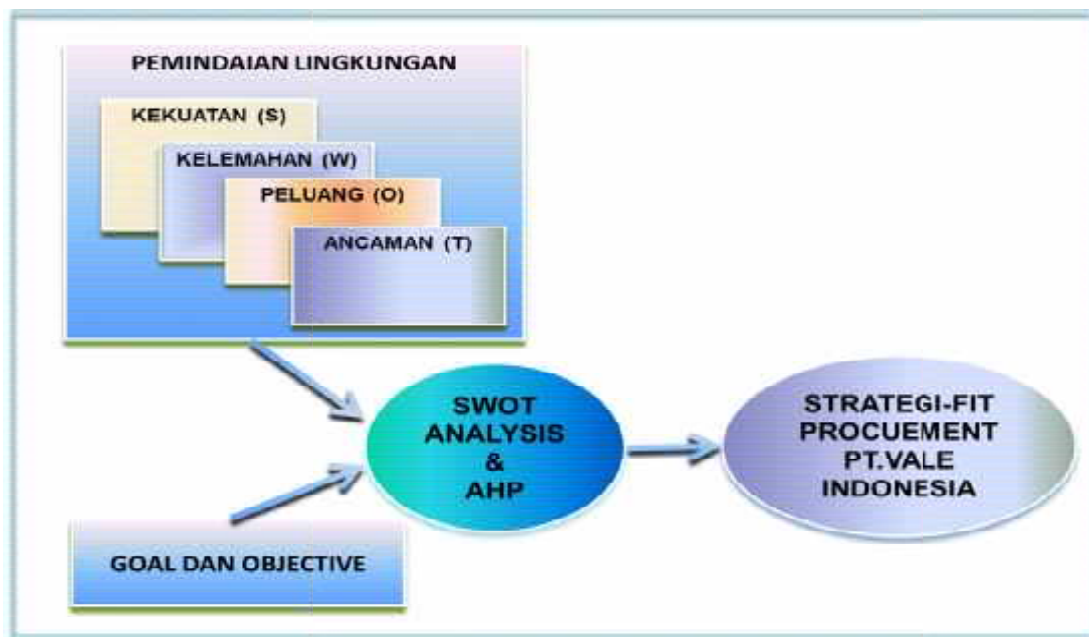 PEMINDAIAN LINGKUNGAN
KEKUATAN (S)
KELEMAHAN (W)
PELUANG (O)
ANCAMAN (T)
SWOT
ANALYSIS
&
AHP
STRATEGI-FIT
PROCUEMENT
PT.VALE
INDONESIA
GOAL DAN OBJECTIVE